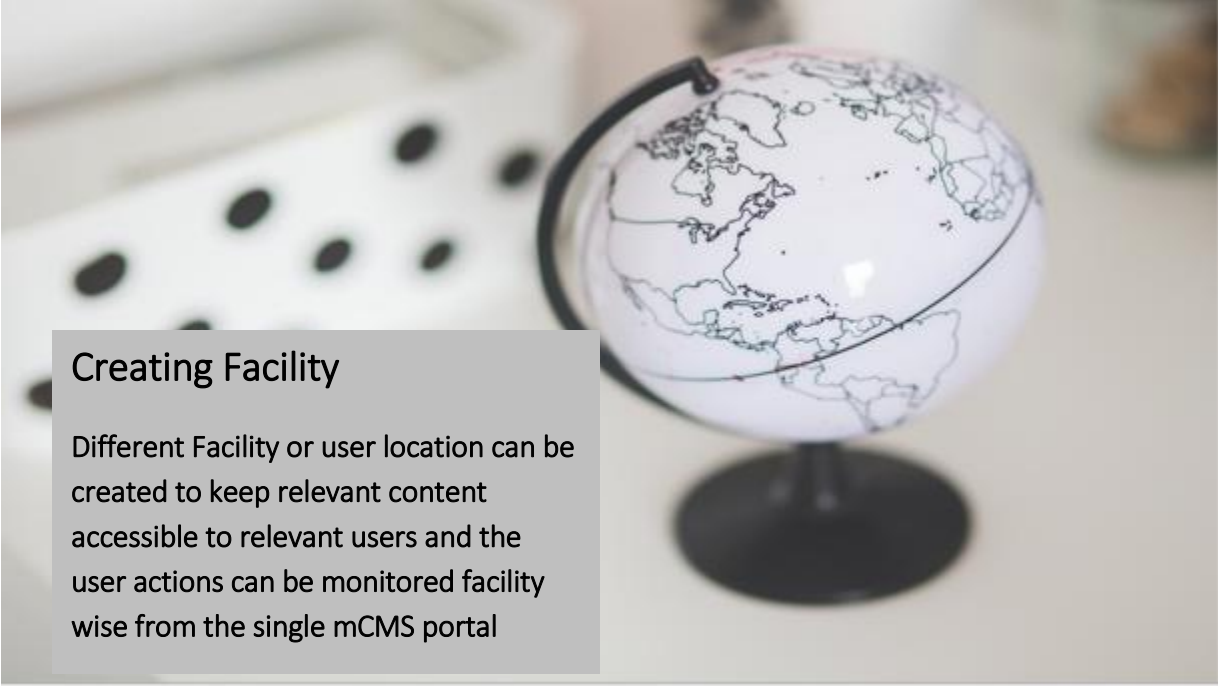 Creating Facility
Different Facility or user location can be
created to keep relevant content
accessible to relevant users and the
user actions can be monitored facility
wise from the single mCMS portal